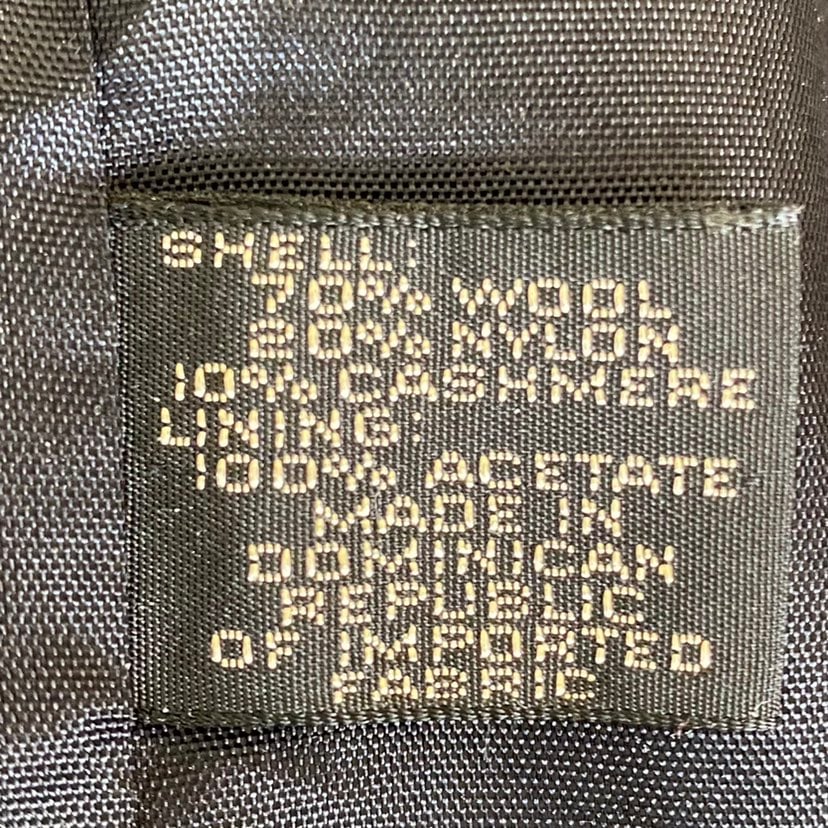 SHELL:
70% WOOL
20% NYLON
10% CASHMERE
LINING:
100% ACETATE
MADE IN
DOMINICAN
REPUBLIC
OF IMPORTED
FABRIC